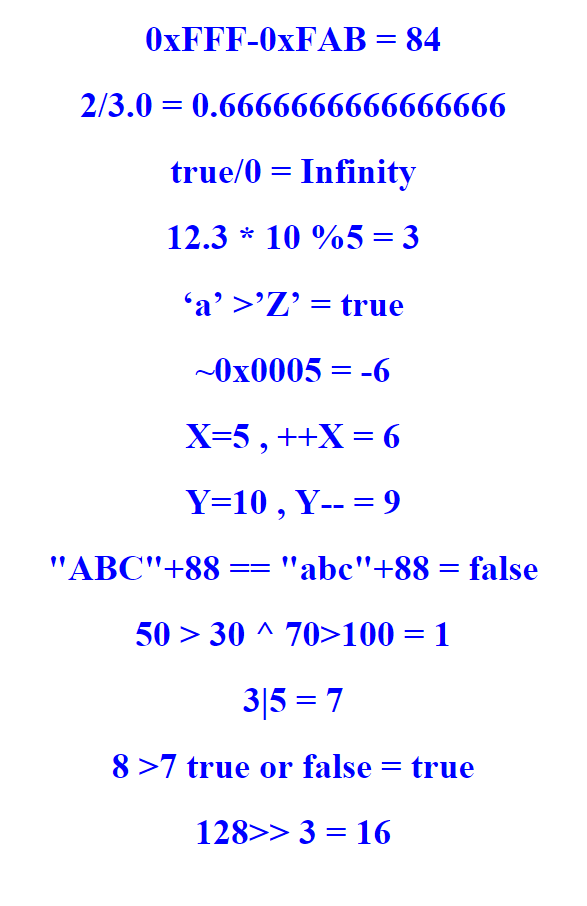 0xFFF-0xFAB = 84
2/3.0 = 0.6666666666666666
true/0 = Infinity
12.3 * 10 %5 = 3
‘a’ >’Z’ = true
~0x0005 = -6
X=5 , ++X = 6
Y=10 , Y-- = 9
"ABC"+88 == "abc"+88 = false
50 > 30 ^ 70>100 = 1
3|5 = 7
8 >7 true or false = true
128>> 3 = 16